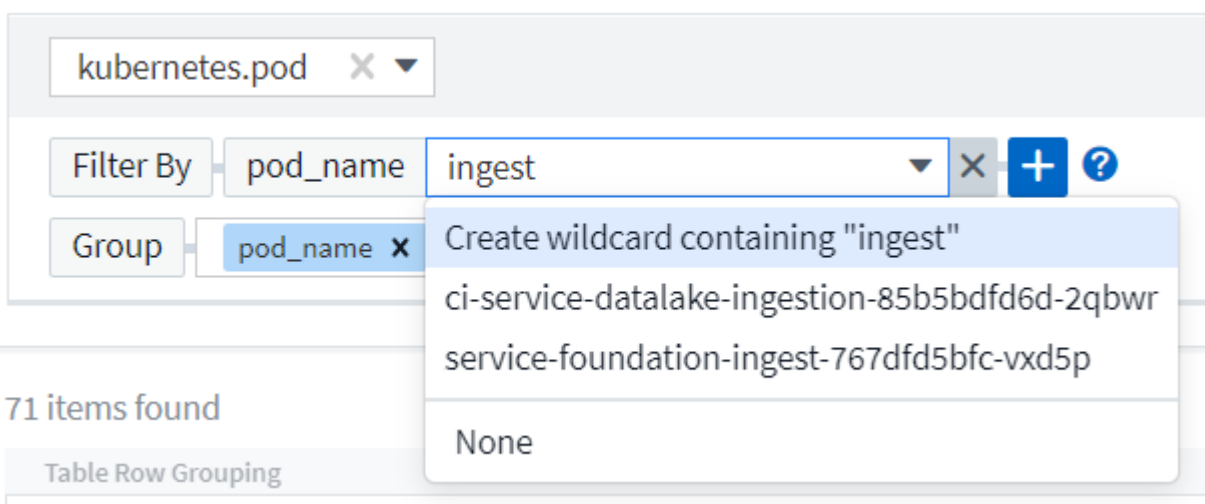 kubernetes.pod
Filter By pod_name ingest
Group pod_name
Create wildcard containing "ingest"
ci-service-datalake-ingestion-85b5bdfd6d-2qbwr
service-foundation-ingest-767dfd5bfc-vxd5p
None
71 items found
Table Row Grouping